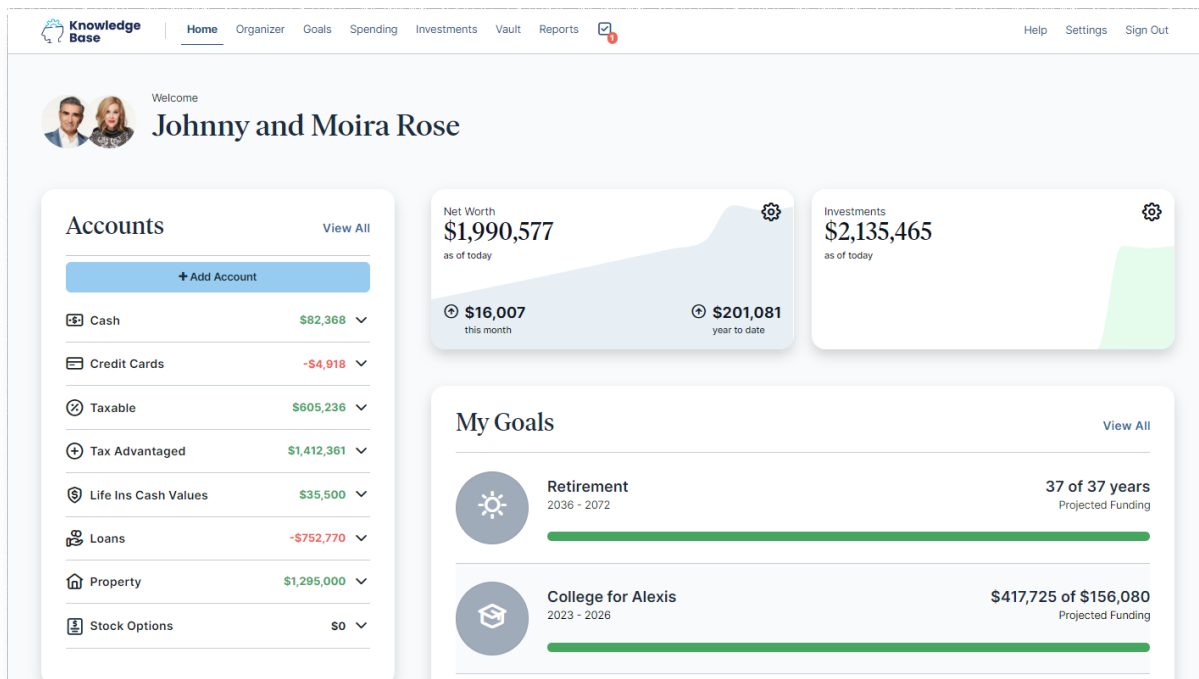 Knowledge Base
Home Organizer Goals Spending Investments Vault Reports 1 Help Settings Sign Out
Welcome
Johnny and Moira Rose
Accounts
View All
+ Add Account
Cash $82,368
Credit Cards -$4,918
Taxable $605,236
Tax Advantaged $1,412,361
Life Ins Cash Values $35,500
Loans -$752,770
Property $1,295,000
Stock Options $0
Net Worth
$1,990,577
as of today
$16,007
this month
$201,081
year to date
Investments
$2,135,465
as of today
My Goals
View All
Retirement
2036 - 2072
37 of 37 years
Projected Funding
College for Alexis
2023 - 2026
$417,725 of $156,080
Projected Funding